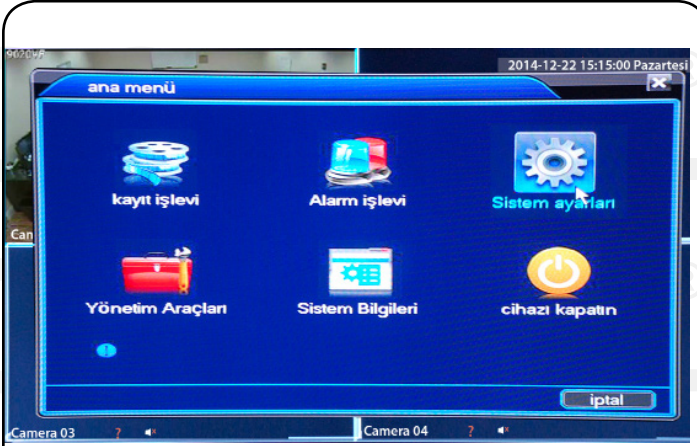 2014-12-22 15:15:00 Pazartesi
ana menü
kayıt işlevi
Alarm işlevi
Sistem ayarları
Yönetim Araçları
Sistem Bilgileri
cihazı kapatın
iptal
Camera 03 ?
Camera 04 ?